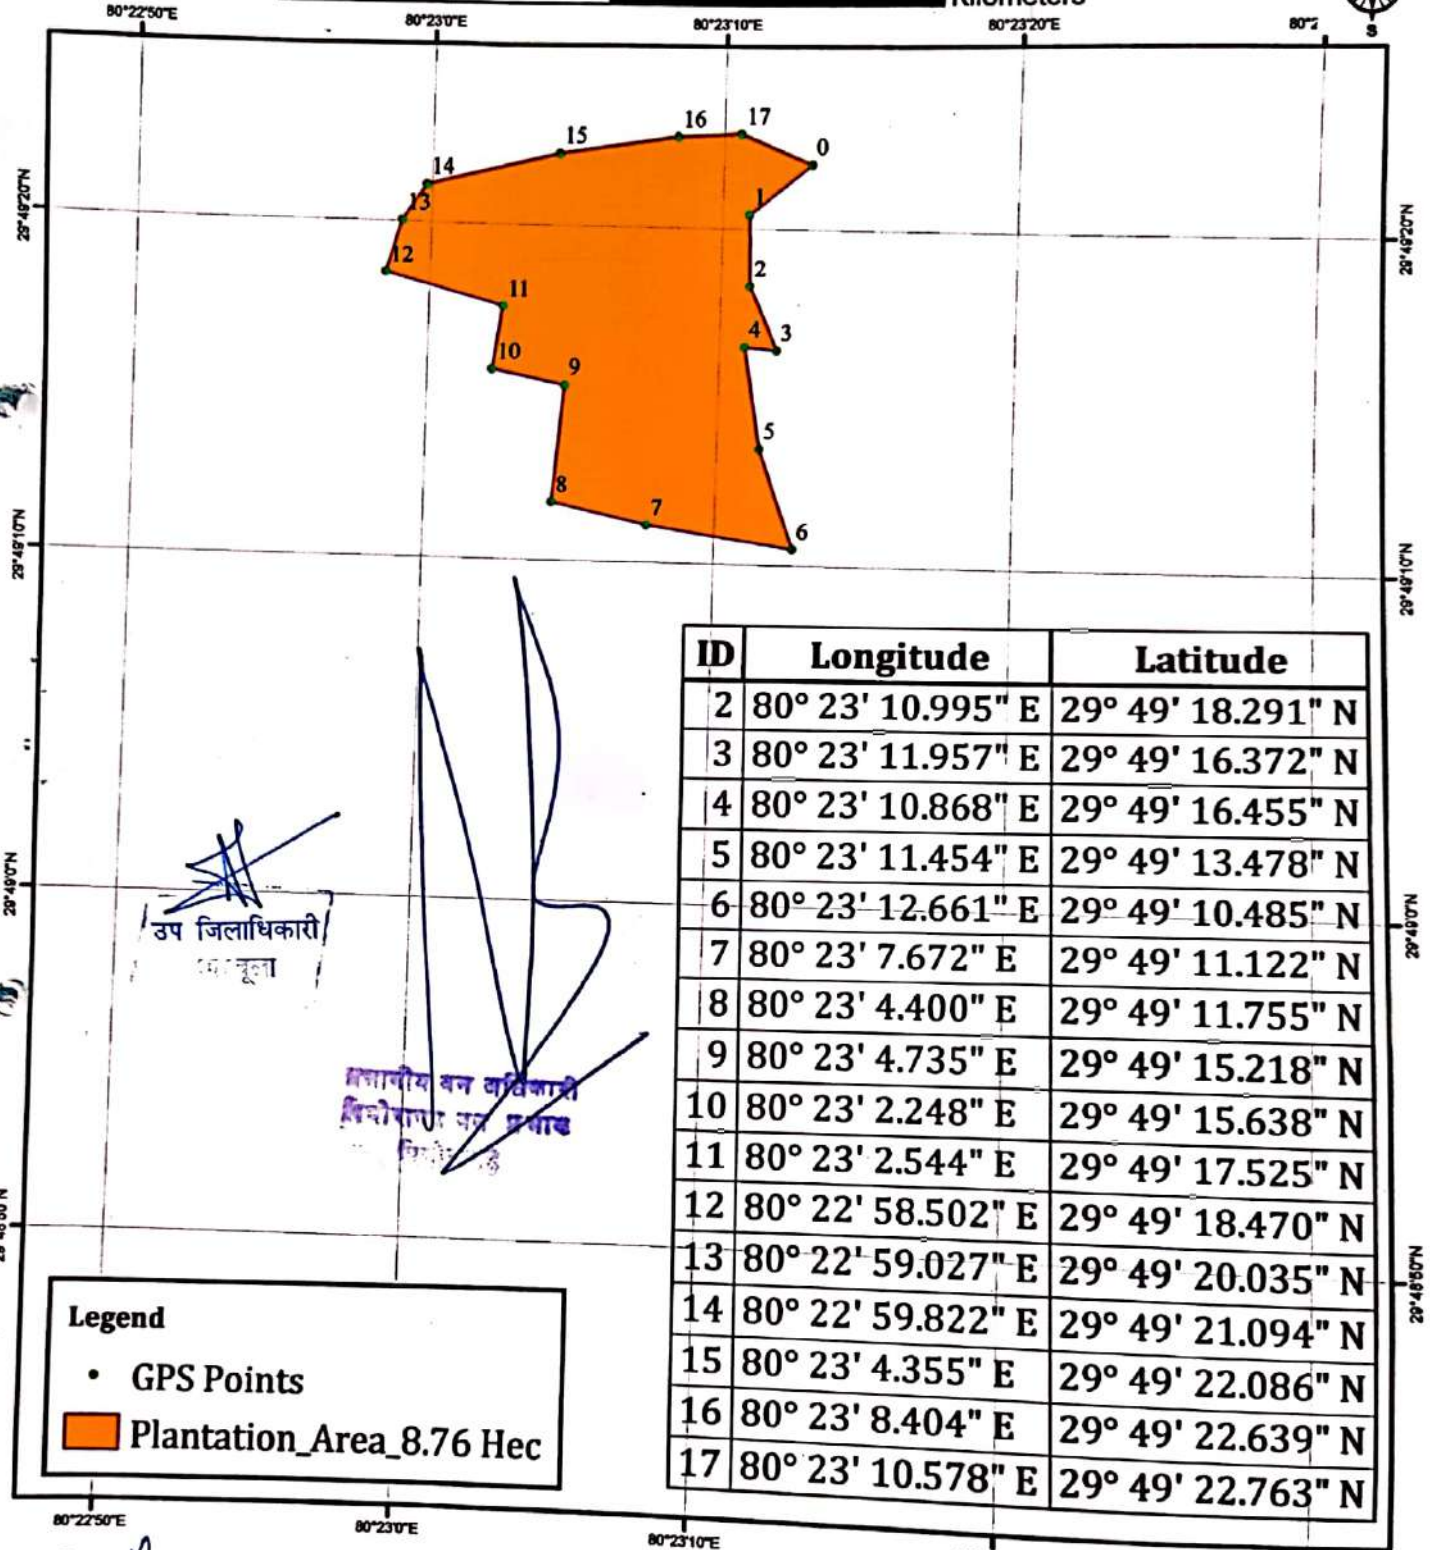 Kilometers
80°22'50"E 80°23'0"E 80°23'10"E 80°23'20"E
S
17
16
15
0
14
13
1
29°49'20"N
29°49'20"N
12
2
11
4
3
10
9
5
8
7
6
29°49'10"N
29°49'10"N
ID Longitude Latitude
2 80° 23' 10.995" E 29° 49' 18.291" N
3 80° 23' 11.957" E 29° 49' 16.372" N
4 80° 23' 10.868" E 29° 49' 16.455" N
5 80° 23' 11.454" E 29° 49' 13.478" N
6 80° 23' 12.661" E 29° 49' 10.485" N
7 80° 23' 7.672" E 29° 49' 11.122" N
8 80° 23' 4.400" E 29° 49' 11.755" N
9 80° 23' 4.735" E 29° 49' 15.218" N
10 80° 23' 2.248" E 29° 49' 15.638" N
11 80° 23' 2.544" E 29° 49' 17.525" N
12 80° 22' 58.502" E 29° 49' 18.470" N
13 80° 22' 59.027" E 29° 49' 20.035" N
14 80° 22' 59.822" E 29° 49' 21.094" N
15 80° 23' 4.355" E 29° 49' 22.086" N
16 80° 23' 8.404" E 29° 49' 22.639" N
17 80° 23' 10.578" E 29° 49' 22.763" N
29°49'0"N
29°49'0"N
उप जिलाधिकारी
वन
वन
29°48'50"N
Legend
GPS Points
Plantation_Area_8.76 Hec
80°22'50"E 80°23'0"E 80°23'10"E